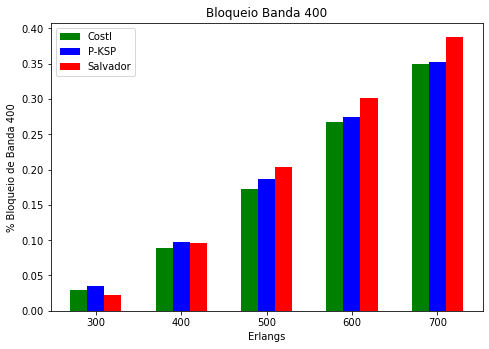 Bloqueio Banda 400
% Bloqueio de Banda 400
0.40
0.35
0.30
0.25
0.20
0.15
0.10
0.05
0.00
CostI
P-KSP
Salvador
300 400 500 600 700
Erlangs